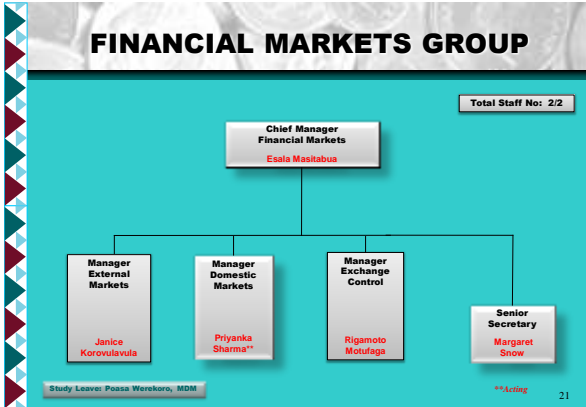 FINANCIAL MARKETS GROUP
Total Staff No: 2/2
Chief Manager
Financial Markets
Esala Masitabua
Manager
External
Markets
Janice
Korovulavula
Manager
Domestic
Markets
Priyanka
Sharma**
Manager
Exchange
Control
Rigamoto
Motufaga
Senior
Secretary
Margaret
Snow
Study Leave: Poasa Werekoro, MDM
**Acting
21